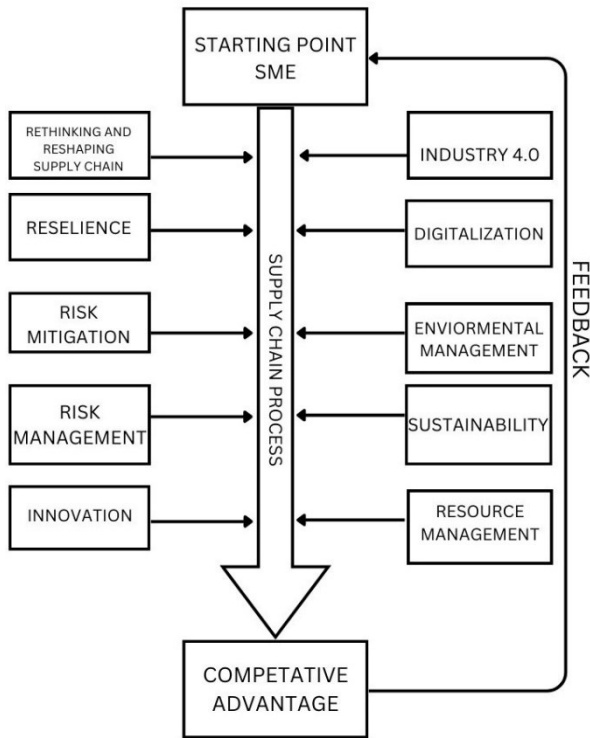 STARTING POINT
SME
RETHINKING AND
RESHAPING
SUPPLY CHAIN
INDUSTRY 4.0
RESELIENCE
DIGITALIZATION
RISK
MITIGATION
ENVIORMENTAL
MANAGEMENT
RISK
MANAGEMENT
SUSTAINABILITY
INNOVATION
RESOURCE
MANAGEMENT
SUPPLY CHAIN PROCESS
FEEDBACK
COMPETATIVE
ADVANTAGE